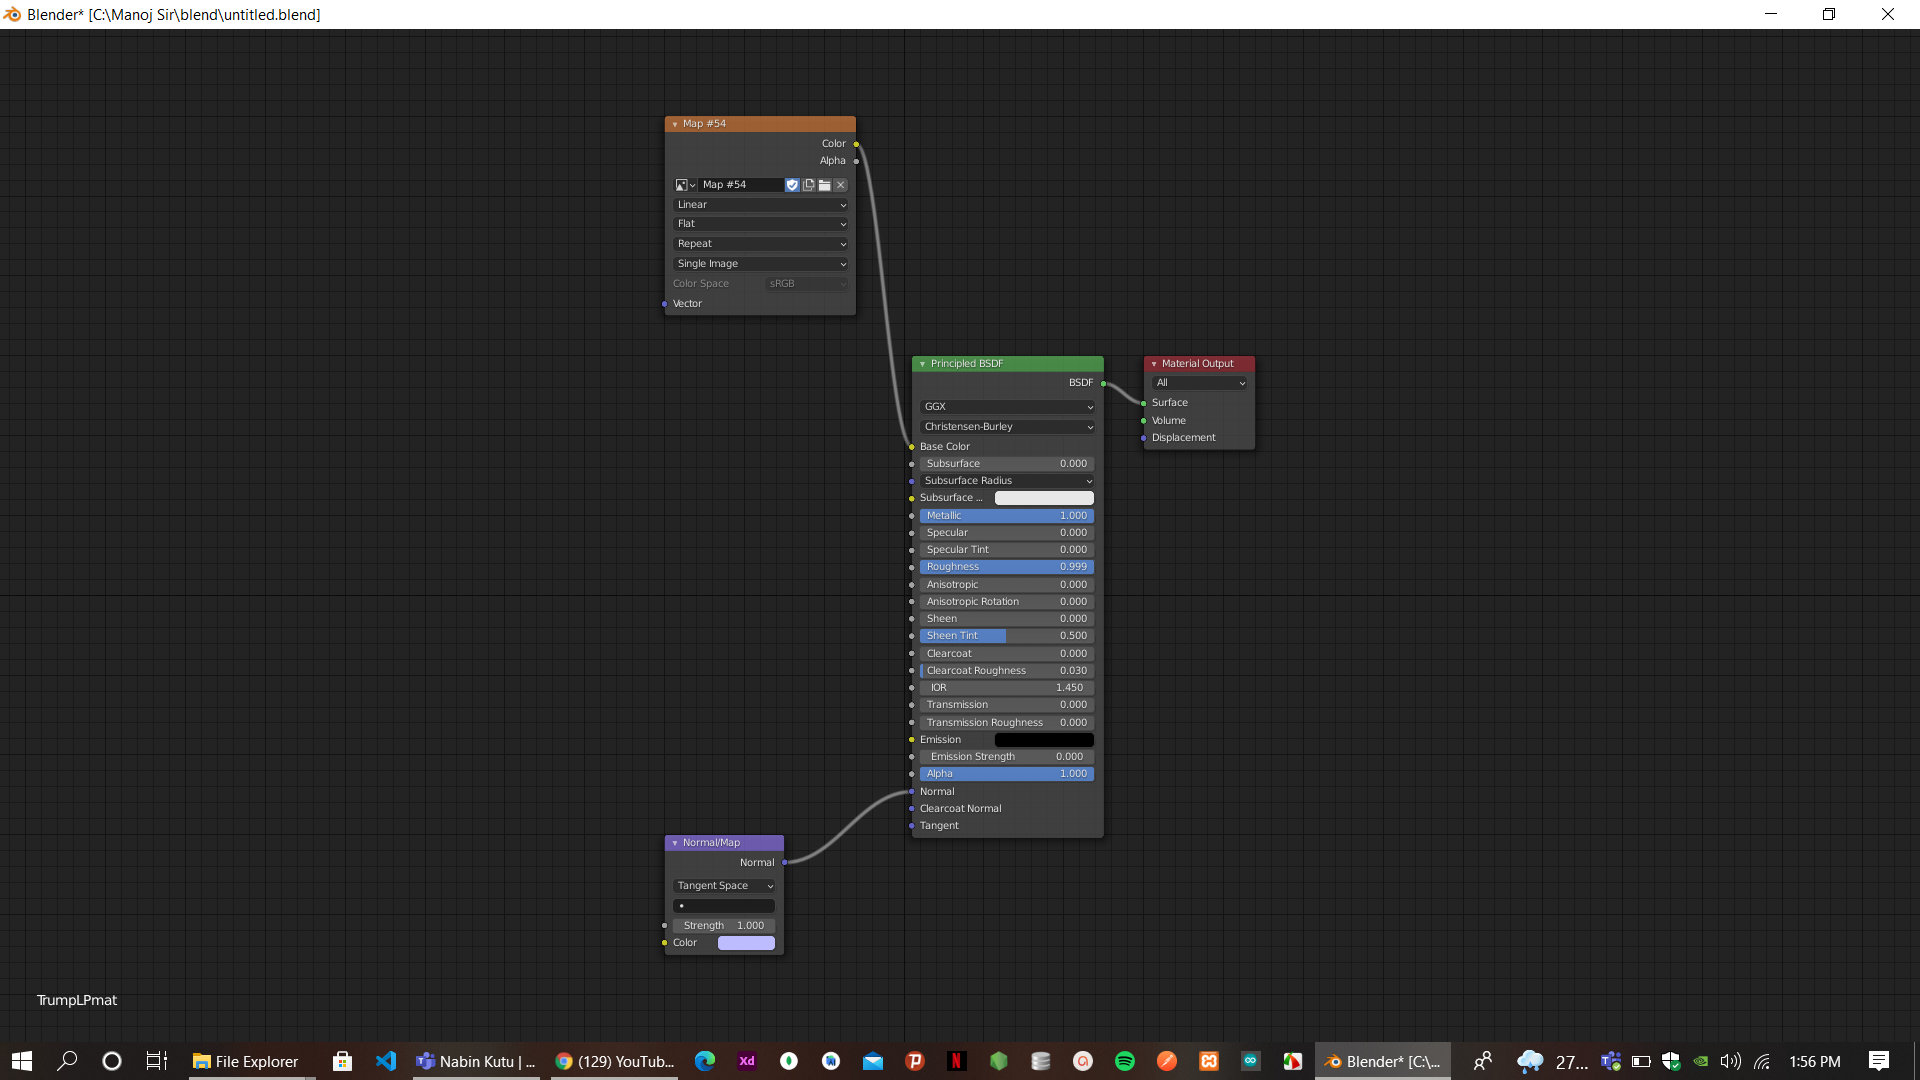 Blender* [C:\Manoj Sir\blend\untitled.blend]
Map #54
Color
Alpha
Map #54
Linear
Flat
Repeat
Single Image
Color Space sRGB
Vector
Principled BSDF
BSDF
GGX
Christensen-Burley
Base Color
Subsurface 0.000
Subsurface Radius
Subsurface ...
Metallic 1.000
Specular 0.000
Specular Tint 0.000
Roughness 0.999
Anisotropic 0.000
Anisotropic Rotation 0.000
Sheen 0.000
Sheen Tint 0.500
Clearcoat 0.000
Clearcoat Roughness 0.030
IOR 1.450
Transmission 0.000
Transmission Roughness 0.000
Emission
Emission Strength 0.000
Alpha 1.000
Normal
Clearcoat Normal
Tangent
Material Output
All
Surface
Volume
Displacement
Normal/Map
Normal
Tangent Space
Strength 1.000
Color
TrumpLPmat
File Explorer
Xd
Nabin Kutu | ...
(129) YouTub...
Blender* [C:\...
27...
1:56 PM